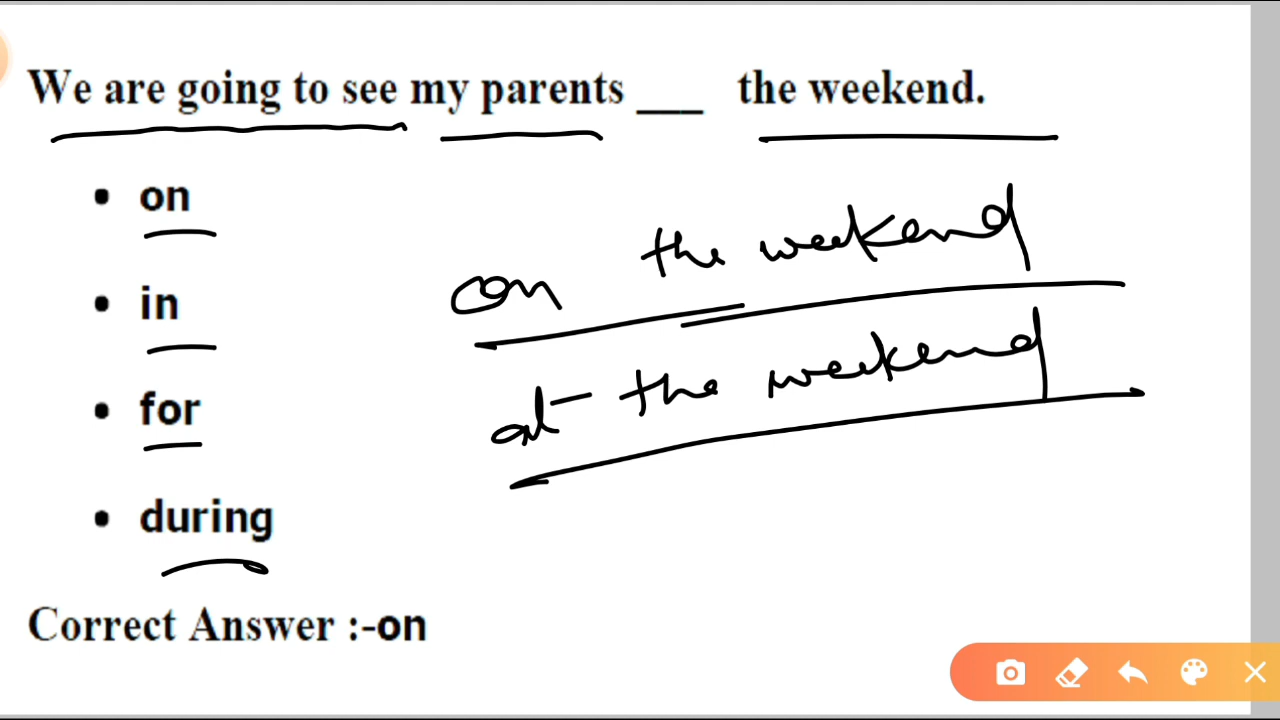 We are going to see my parents ___ the weekend.
• on
on the weekend
• in
at the weekend
• for
• during
Correct Answer :-on